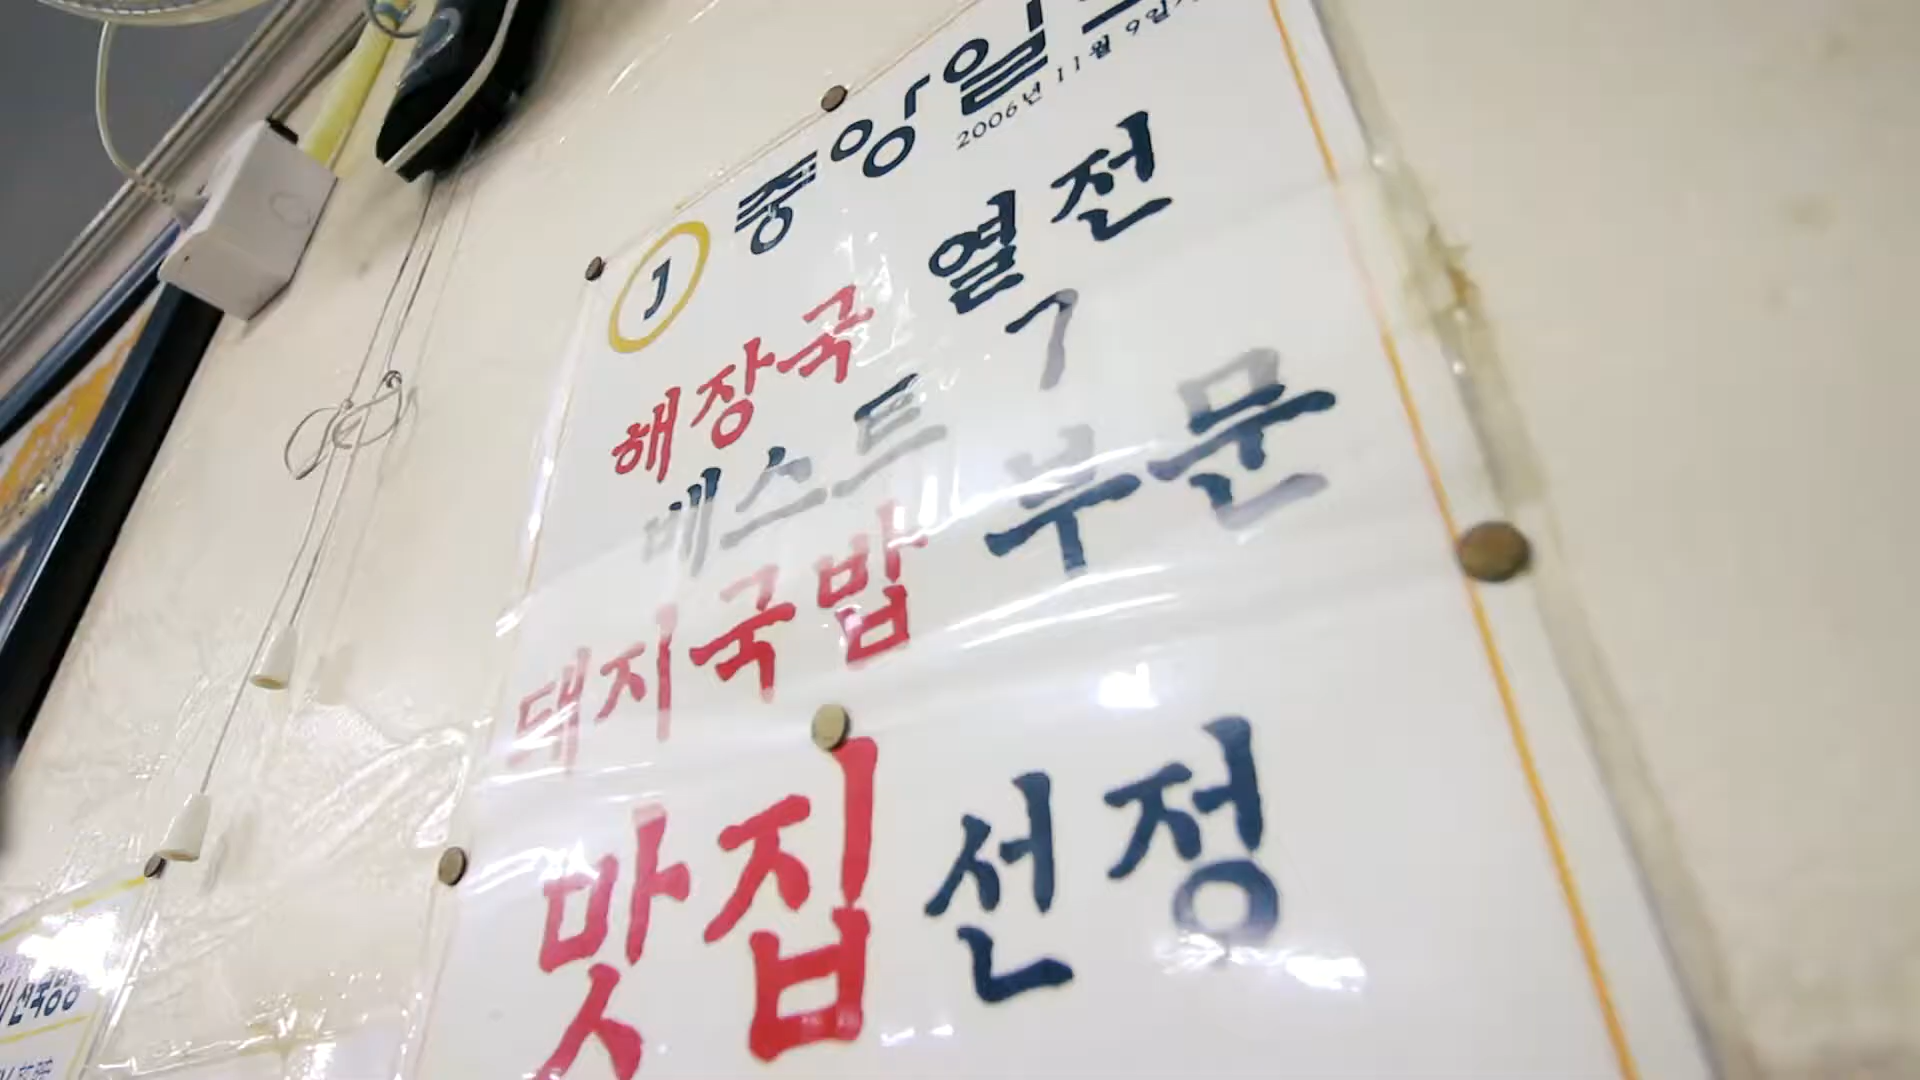 중앙일
2006년 11월 9일
J
해장국 열전
베스트 7
돼지국밥 부문
맛집 선정